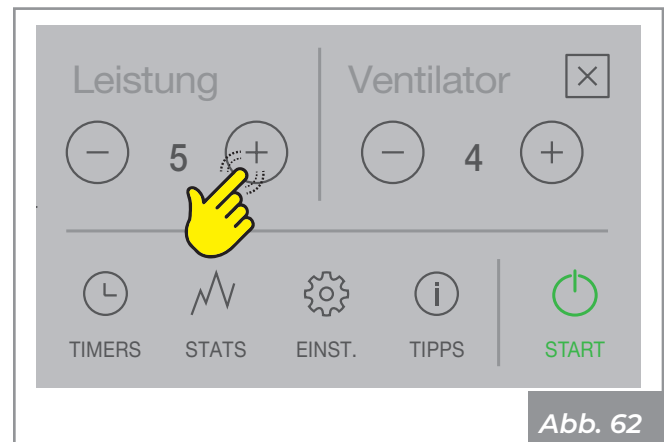 Leistung Ventilator
5 4
TIMERS STATS EINST. TIPPS START
Abb. 62